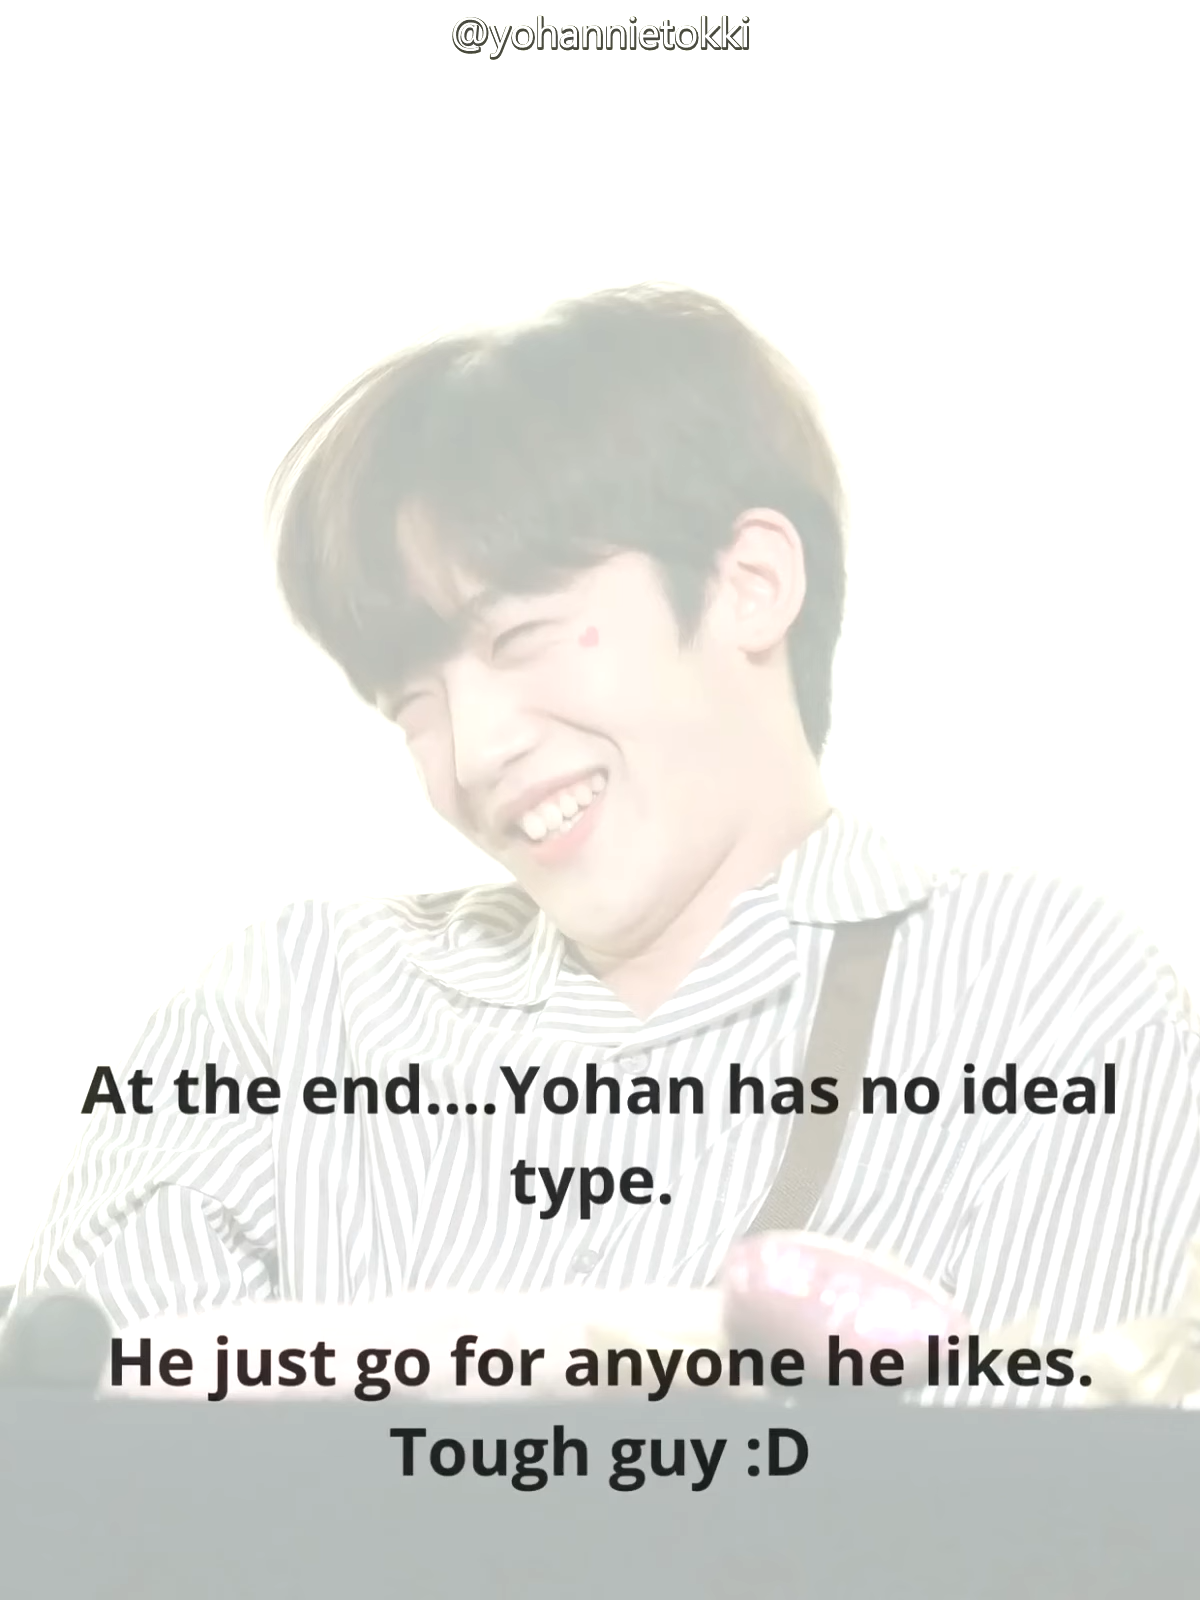 @yohannietokki
At the end....Yohan has no ideal
type.
He just go for anyone he likes.
Tough guy :D